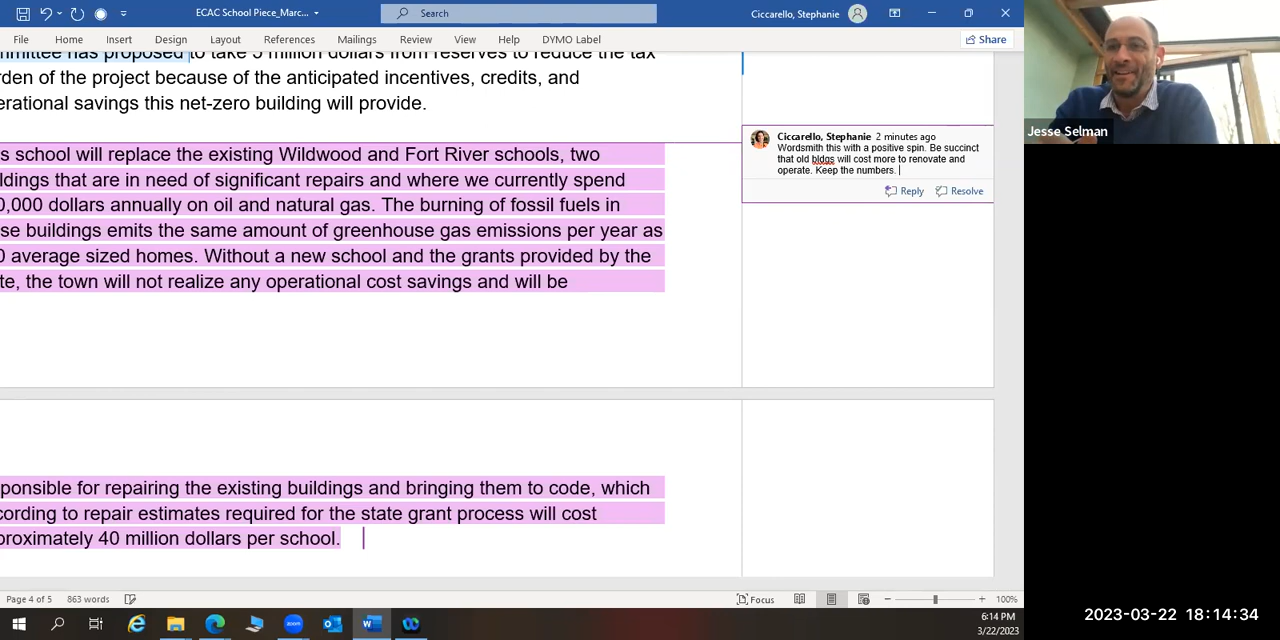 ECAC School Piece_Marc...
Search
Ciccarello, Stephanie
File Home Insert Design Layout References Mailings Review View Help DYMO Label
Share
mmittee has proposed to take 5 million dollars from reserves to reduce the tax
rden of the project because of the anticipated incentives, credits, and
erational savings this net-zero building will provide.
s school will replace the existing Wildwood and Fort River schools, two
ldings that are in need of significant repairs and where we currently spend
0,000 dollars annually on oil and natural gas. The burning of fossil fuels in
se buildings emits the same amount of greenhouse gas emissions per year as
0 average sized homes. Without a new school and the grants provided by the
te, the town will not realize any operational cost savings and will be
Ciccarello, Stephanie 2 minutes ago
Wordsmith this with a positive spin. Be succinct
that old bldgs will cost more to renovate and
operate. Keep the numbers.
Reply Resolve
ponsible for repairing the existing buildings and bringing them to code, which
cording to repair estimates required for the state grant process will cost
proximately 40 million dollars per school.
Page 4 of 5 863 words
Focus
100%
6:14 PM
3/22/2023
Jesse Selman
2023-03-22 18:14:34